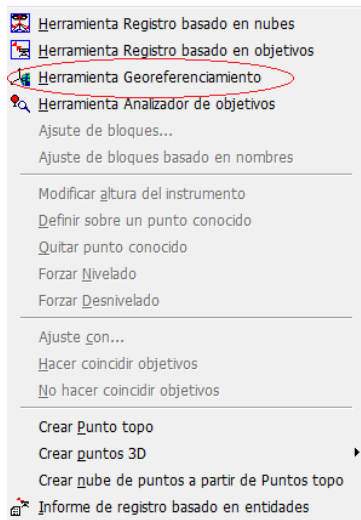 Herramienta Registro basado en nubes
Herramienta Registro basado en objetivos
Herramienta Georeferenciamiento
Herramienta Analizador de objetivos
Ajsute de bloques...
Ajuste de bloques basado en nombres
Modificar altura del instrumento
Definir sobre un punto conocido
Quitar punto conocido
Forzar Nivelado
Forzar Desnivelado
Ajuste con...
Hacer coincidir objetivos
No hacer coincidir objetivos
Crear Punto topo
Crear puntos 3D
Crear nube de puntos a partir de Puntos topo
Informe de registro basado en entidades